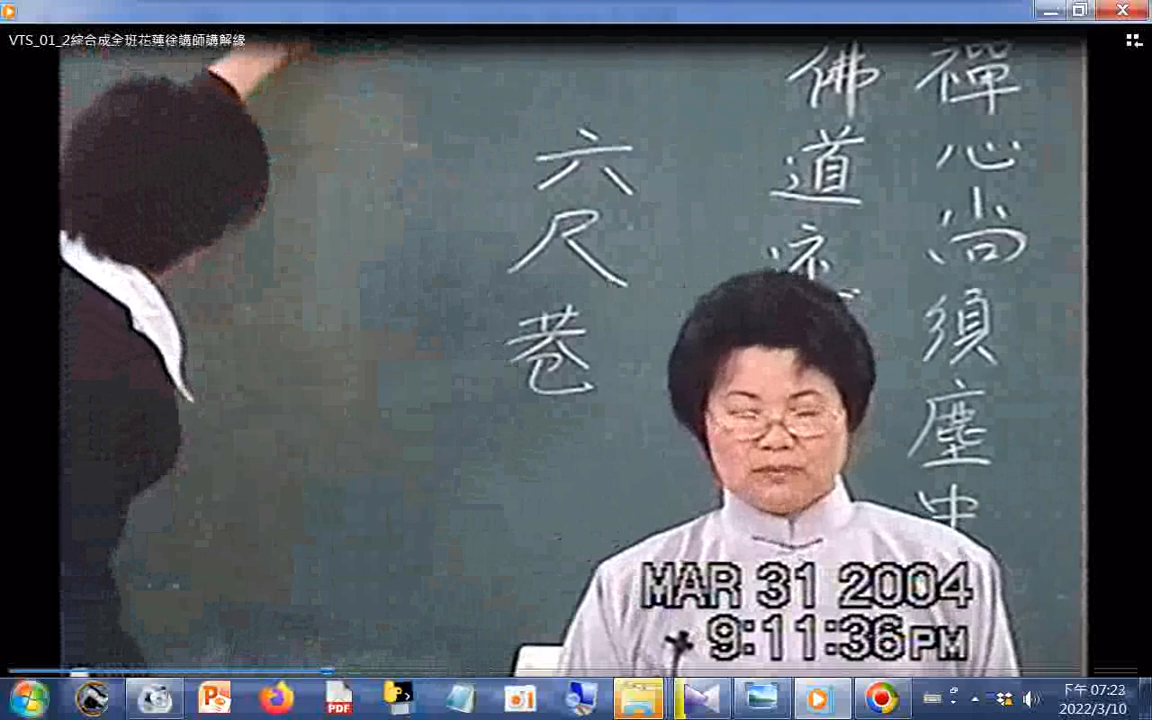 VTS_01_2綜合成全班花蓮徐講師講解緣
禪心尚須塵中
佛道味
六尺巷
MAR 31 2004
9:11:36PM
PDF
下午 07:23
2022/3/10